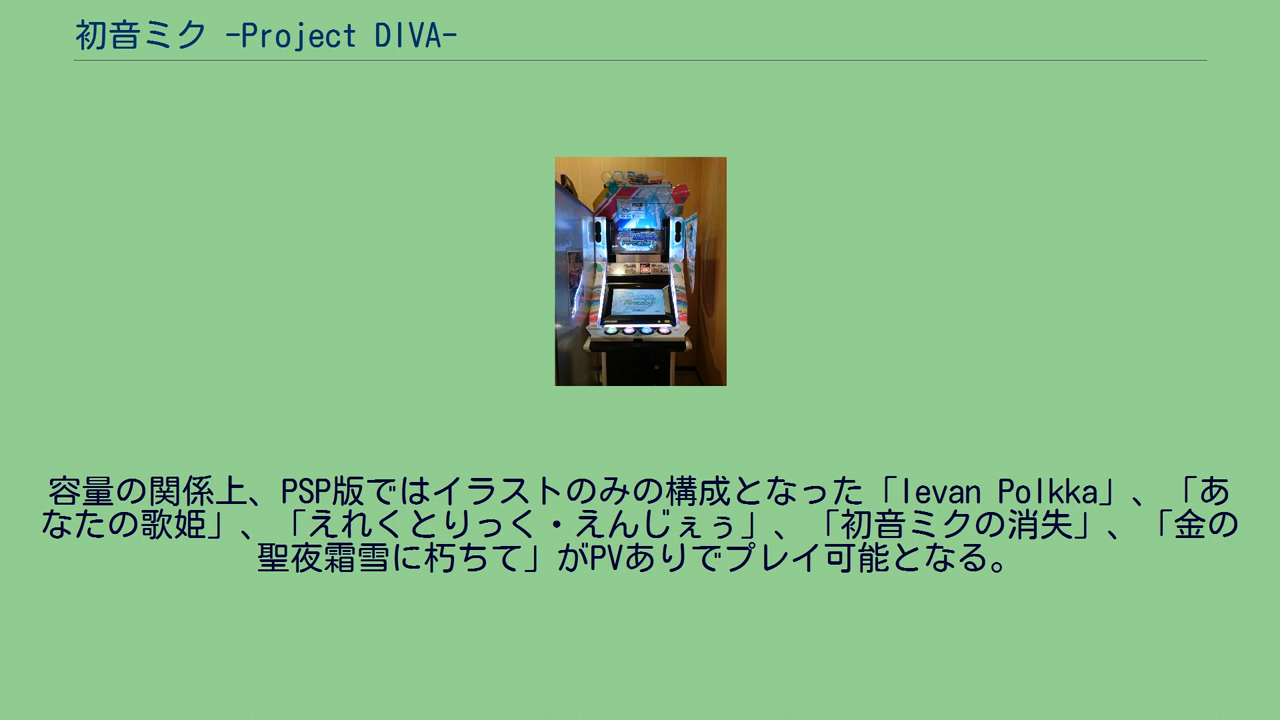 初音ミク -Project DIVA-
容量の関係上、PSP版ではイラストのみの構成となった「Ievan Polkka」、「あ
なたの歌姫」、「えれくとりっく・えんじぇぅ」、「初音ミクの消失」、「金の
聖夜霜雪に朽ちて」がPVありでプレイ可能となる。